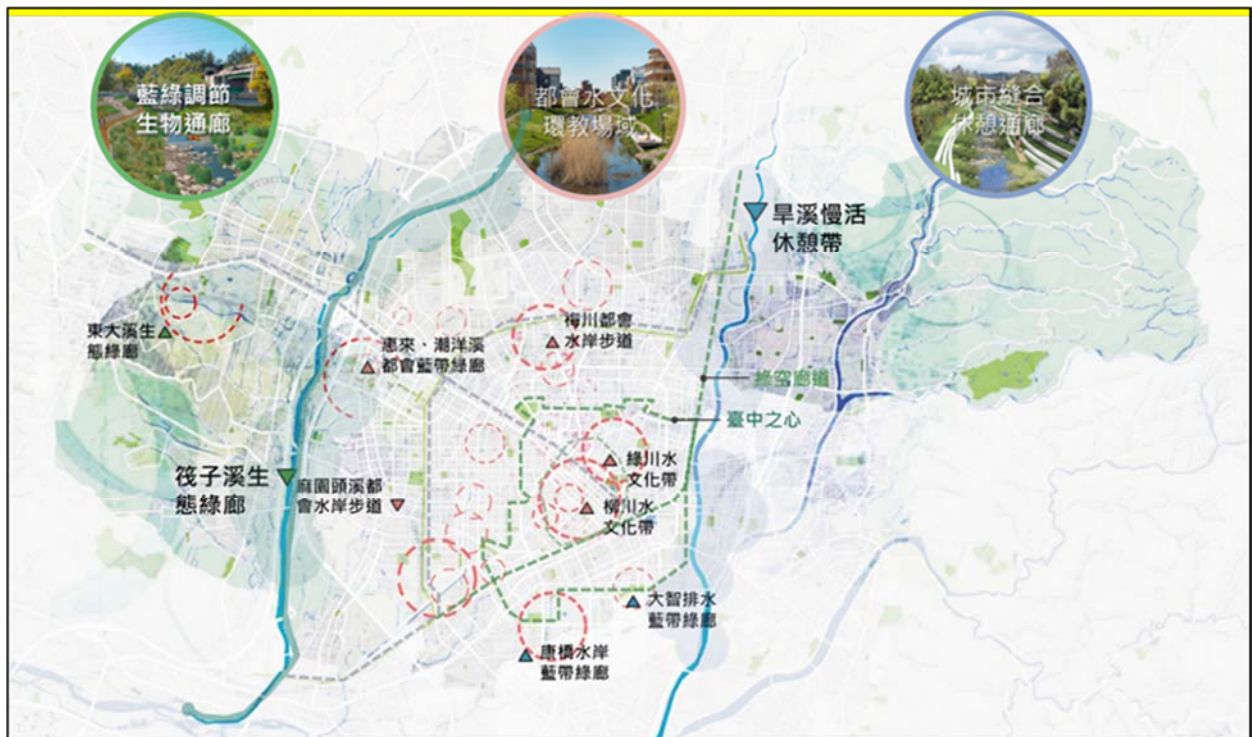 藍綠調節
生物通廊
都會水文化
環教場域
城市縫合
休憩通廊
旱溪慢活
休憩帶
東大溪生
態綠廊
惠來、潮洋溪
都會藍帶綠廊
梅川都會
水岸步道
綠空廊道
臺中之心
筏子溪生
態綠廊
麻園頭溪都
會水岸步道
綠川水
文化帶
柳川水
文化帶
大智排水
藍帶綠廊
康橋水岸
藍帶綠廊